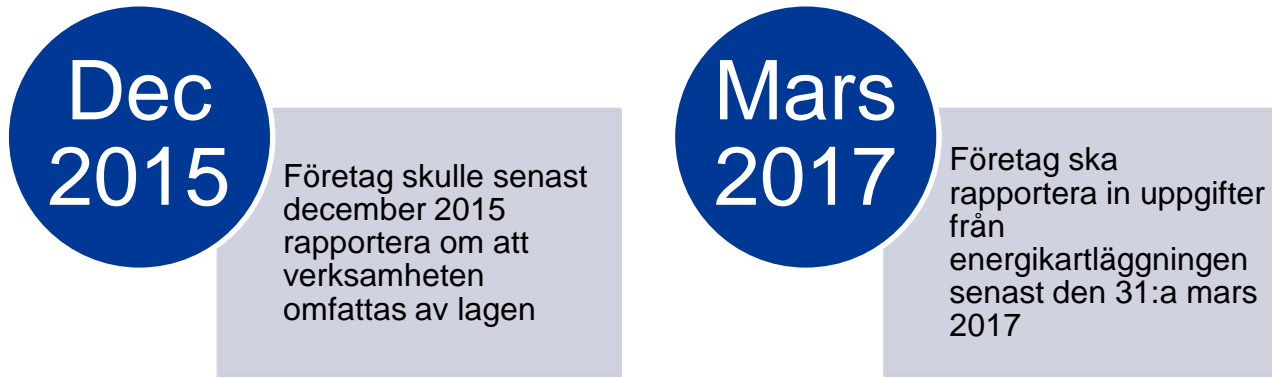 Dec
2015
Företag skulle senast
december 2015
rapportera om att
verksamheten
omfattas av lagen
Mars
2017
Företag ska
rapportera in uppgifter
från
energikartläggningen
senast den 31:a mars
2017